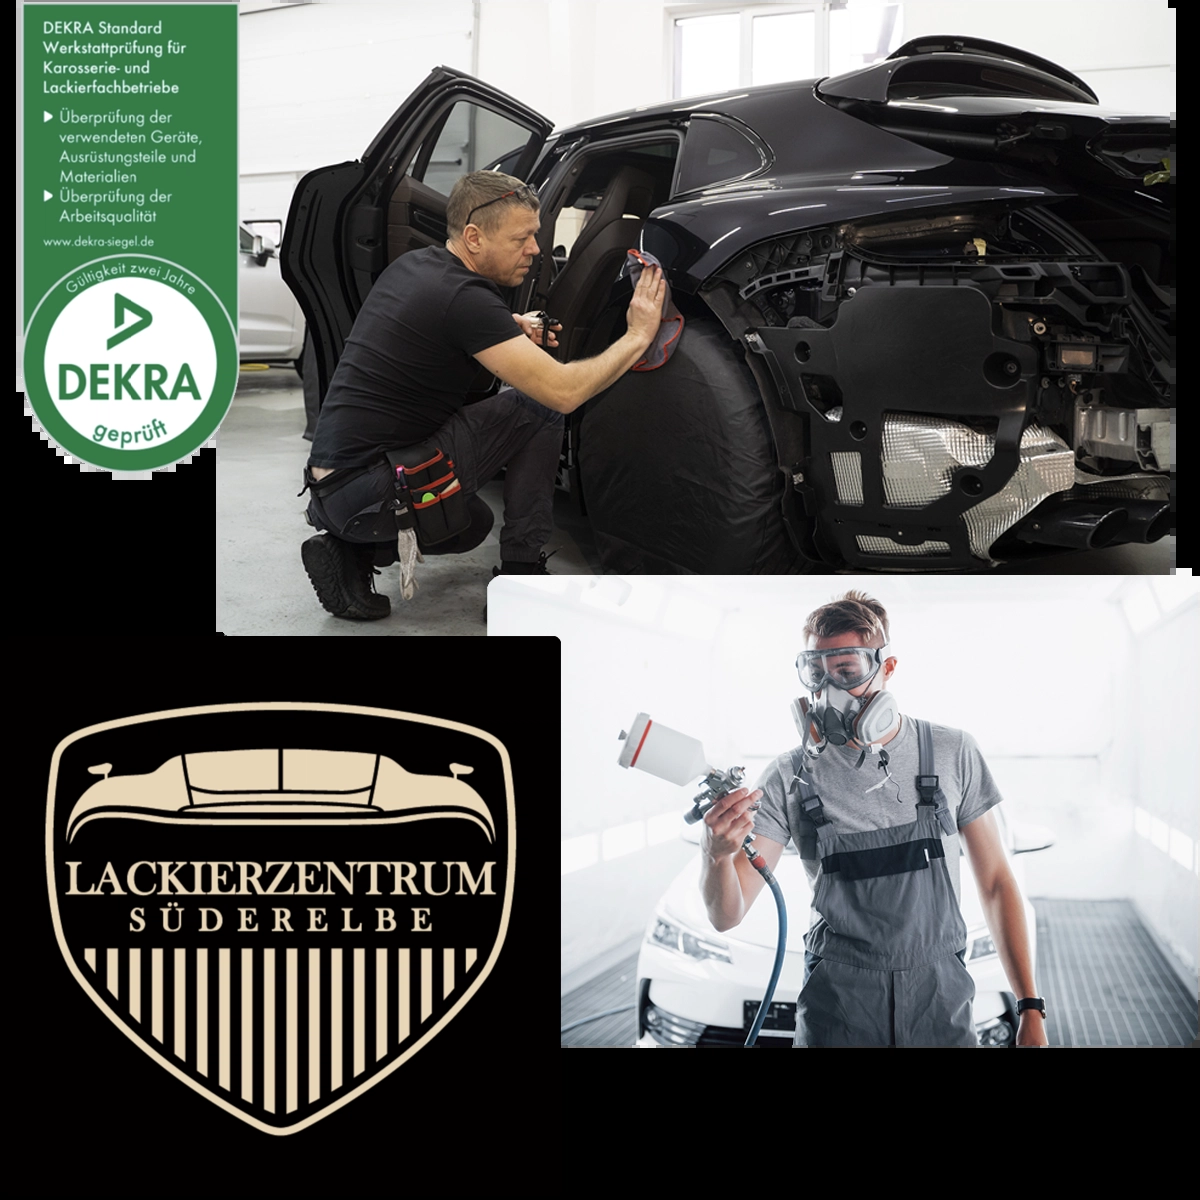 DEKRA Standard
Werkstattprüfung für
Karosserie- und
Lackierfachbetriebe
Überprüfung der
verwendeten Geräte,
Ausrüstungsteile und
Materialien
Überprüfung der
Arbeitsqualität
www.dekra-siegel.de
Gültigkeit zwei Jahre
DEKRA
geprüft
LACKIERZENTRUM
SÜDERELBE